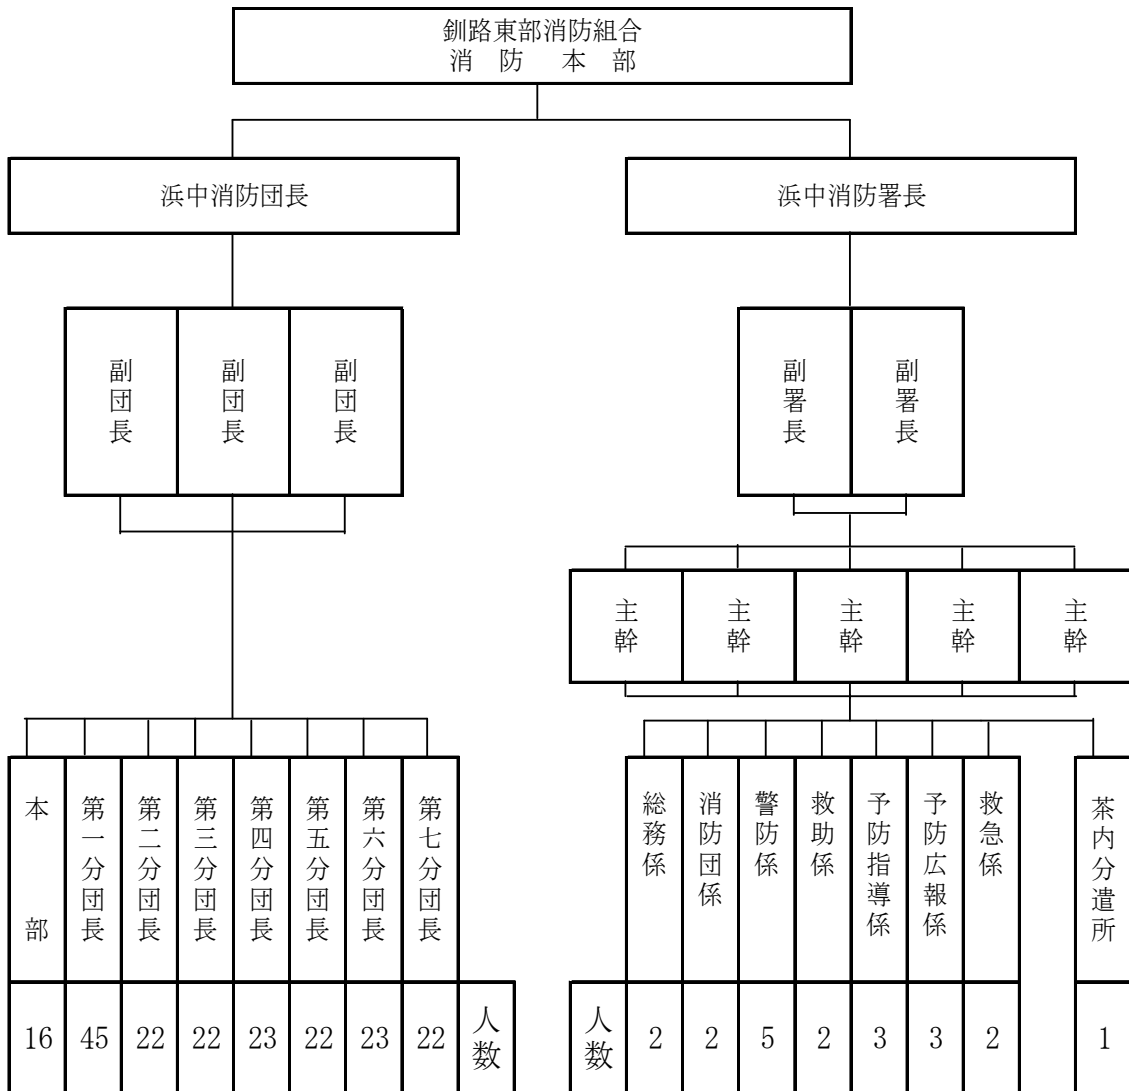 釧路東部消防組合
消 防 本 部
浜中消防団長
浜中消防署長
副団長
副団長
副団長
副署長
副署長
主幹
主幹
主幹
主幹
主幹
本部
第一分団長
第二分団長
第三分団長
第四分団長
第五分団長
第六分団長
第七分団長
総務係
消防団係
警防係
救助係
予防指導係
予防広報係
救急係
茶内分遣所
16 45 22 22 23 22 23 22 人数
人数 2 2 5 2 3 3 2 1